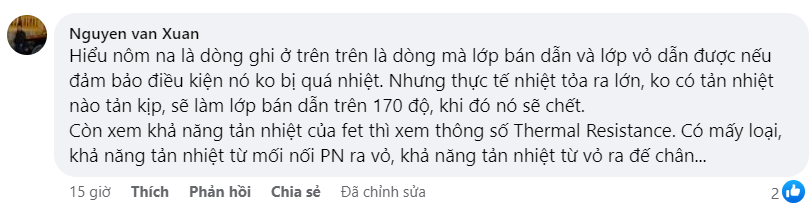 Nguyen van Xuan
Hiểu nôm na là dòng ghi ở trên trên là dòng mà lớp bán dẫn và lớp vỏ dẫn được nếu
đảm bảo điều kiện nó ko bị quá nhiệt. Nhưng thực tế nhiệt tỏa ra lớn, ko có tản nhiệt
nào tản kịp, sẽ làm lớp bán dẫn trên 170 độ, khi đó nó sẽ chết.
Còn xem khả năng tản nhiệt của fet thì xem thông số Thermal Resistance. Có mấy loại,
khả năng tản nhiệt từ mối nối PN ra vỏ, khả năng tản nhiệt từ vỏ ra đế chân...
15 giờ Thích Phản hồi Chia sẻ Đã chỉnh sửa 2